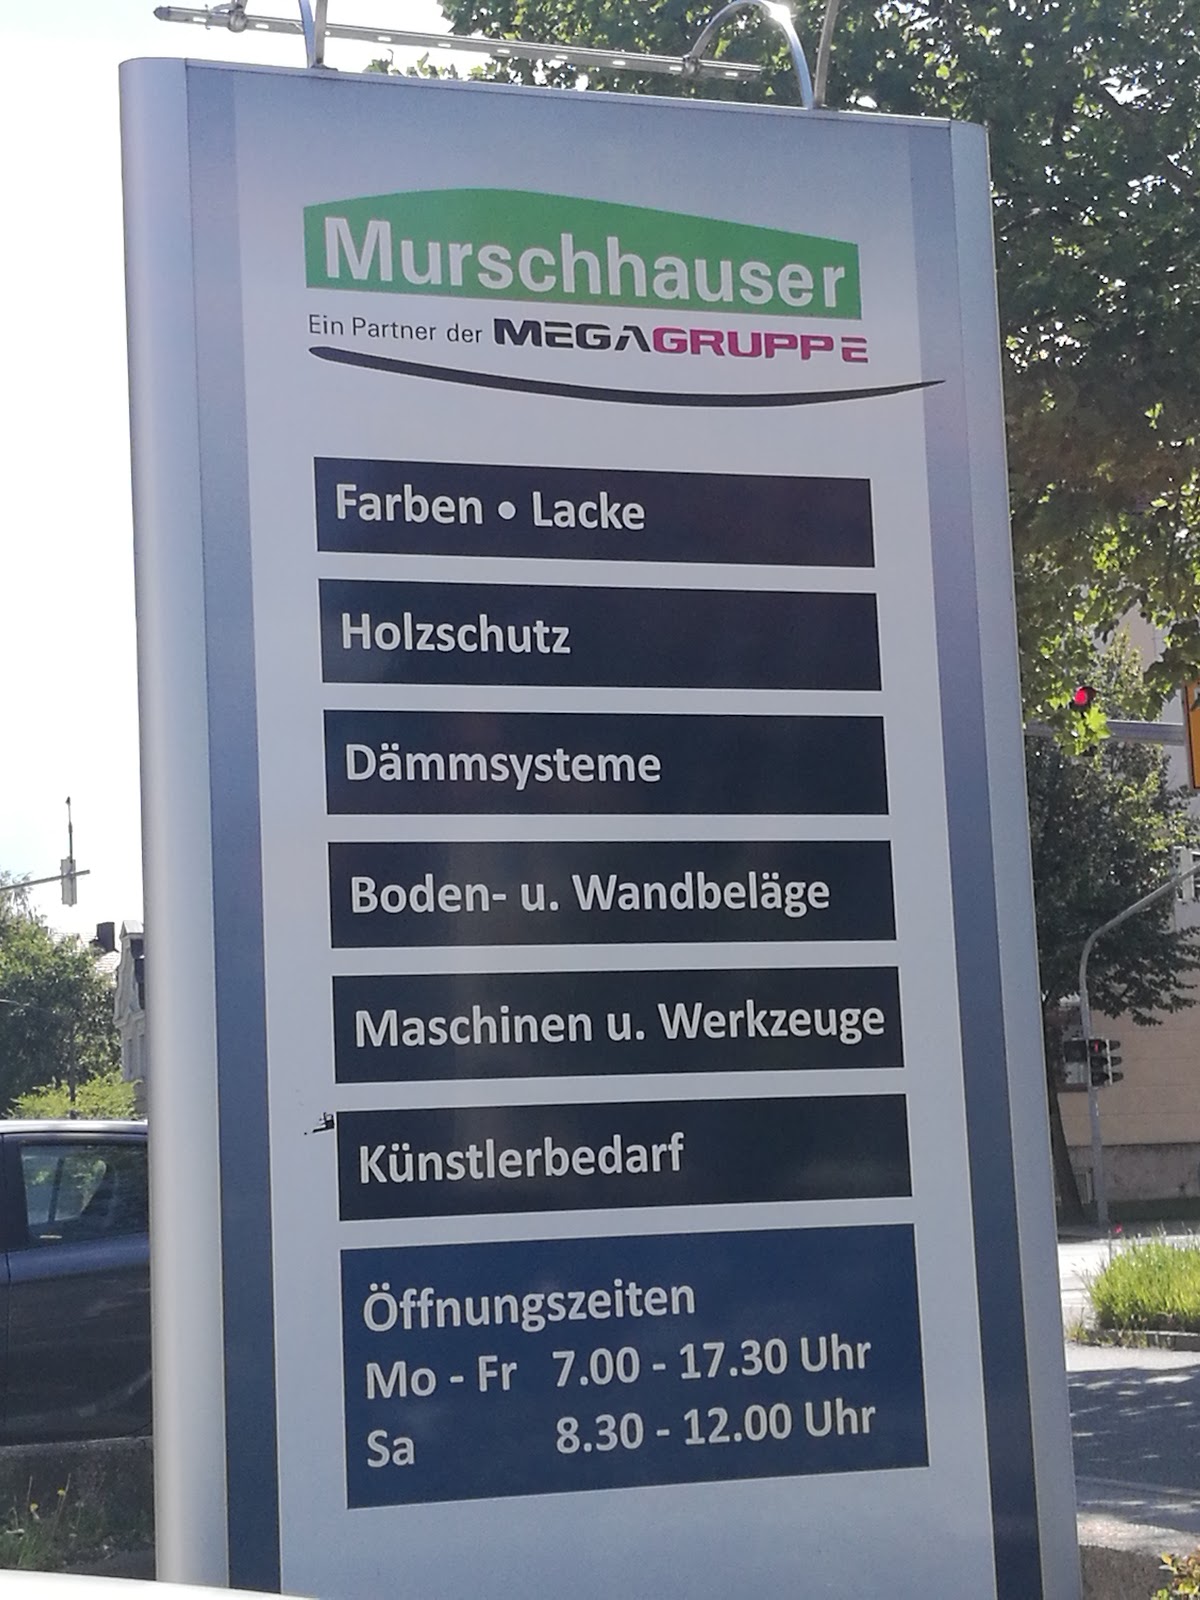 Murschhauser
Ein Partner der MEGAGRUPPE
Farben • Lacke
Holzschutz
Dämmsysteme
Boden- u. Wandbeläge
Maschinen u. Werkzeuge
Künstlerbedarf
Öffnungszeiten
Mo - Fr 7.00 - 17.30 Uhr
Sa 8.30 - 12.00 Uhr